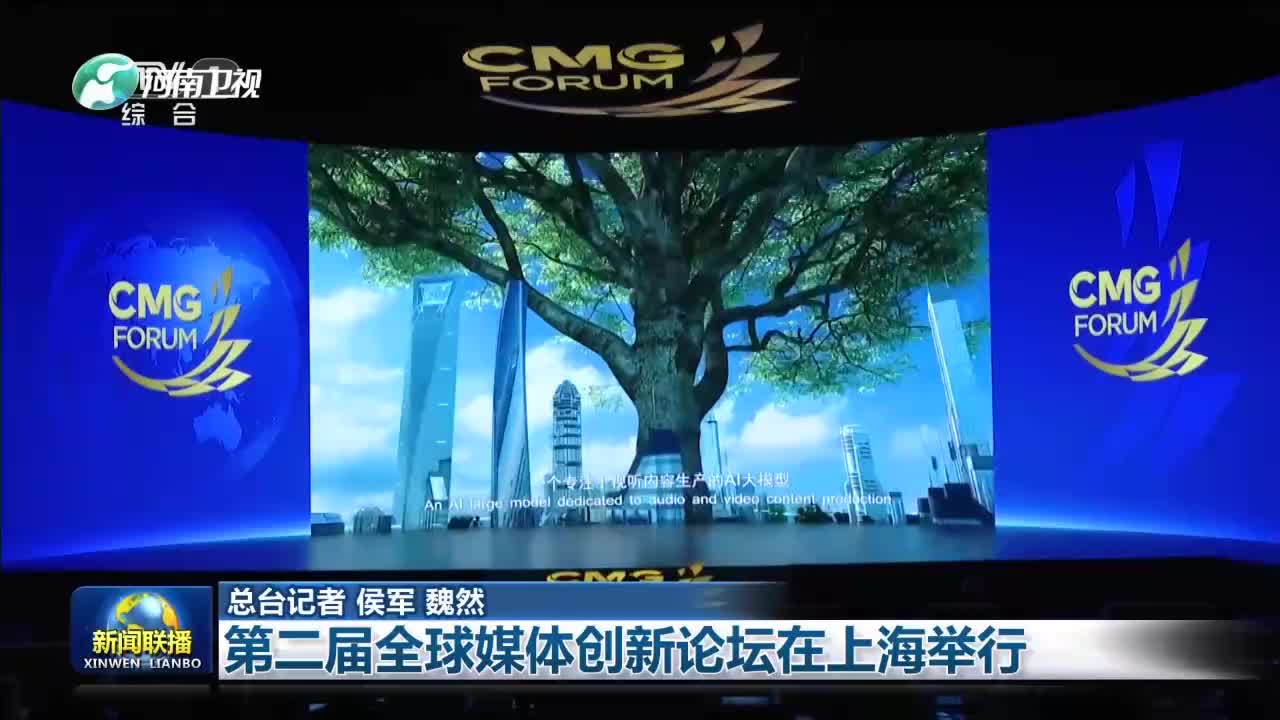 CMG
FORUM
河南卫视
综合
CMG
FORUM
CMG
FORUM
个专注于视听内容生产的AI大模型
An AI large model dedicated to audio and video content production
CMG
总台记者 侯军 魏然
新闻联播
XINWEN LIANBO
第二届全球媒体创新论坛在上海举行